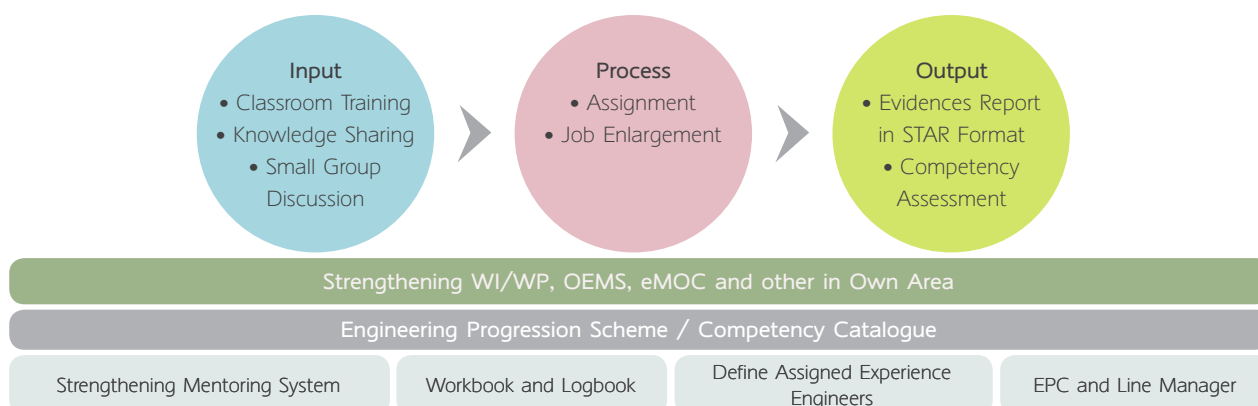 Input
• Classroom Training
• Knowledge Sharing
• Small Group
Discussion
Process
• Assignment
• Job Enlargement
Output
• Evidences Report
in STAR Format
• Competency
Assessment
Strengthening WI/WP, OEMS, eMOC and other in Own Area
Engineering Progression Scheme / Competency Catalogue
Strengthening Mentoring System
Workbook and Logbook
Define Assigned Experience
Engineers
EPC and Line Manager